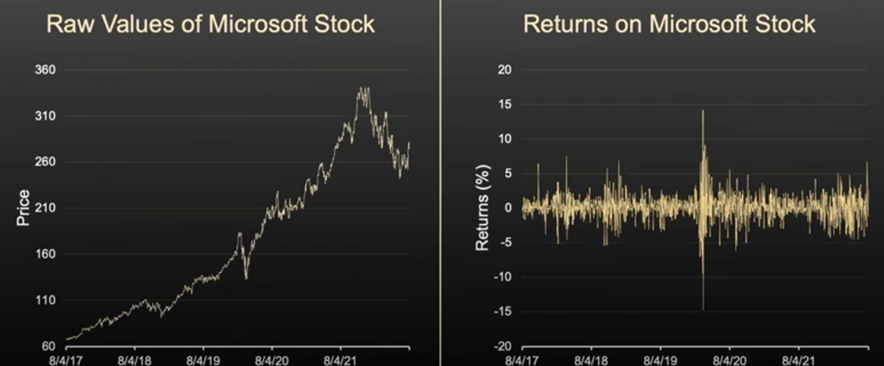 Raw Values of Microsoft Stock
360
310
260
210
160
110
60
Price
8/4/17 8/4/18 8/4/19 8/4/20 8/4/21
Returns on Microsoft Stock
20
15
10
5
0
-5
-10
-15
-20
Returns (%)
8/4/17 8/4/18 8/4/19 8/4/20 8/4/21